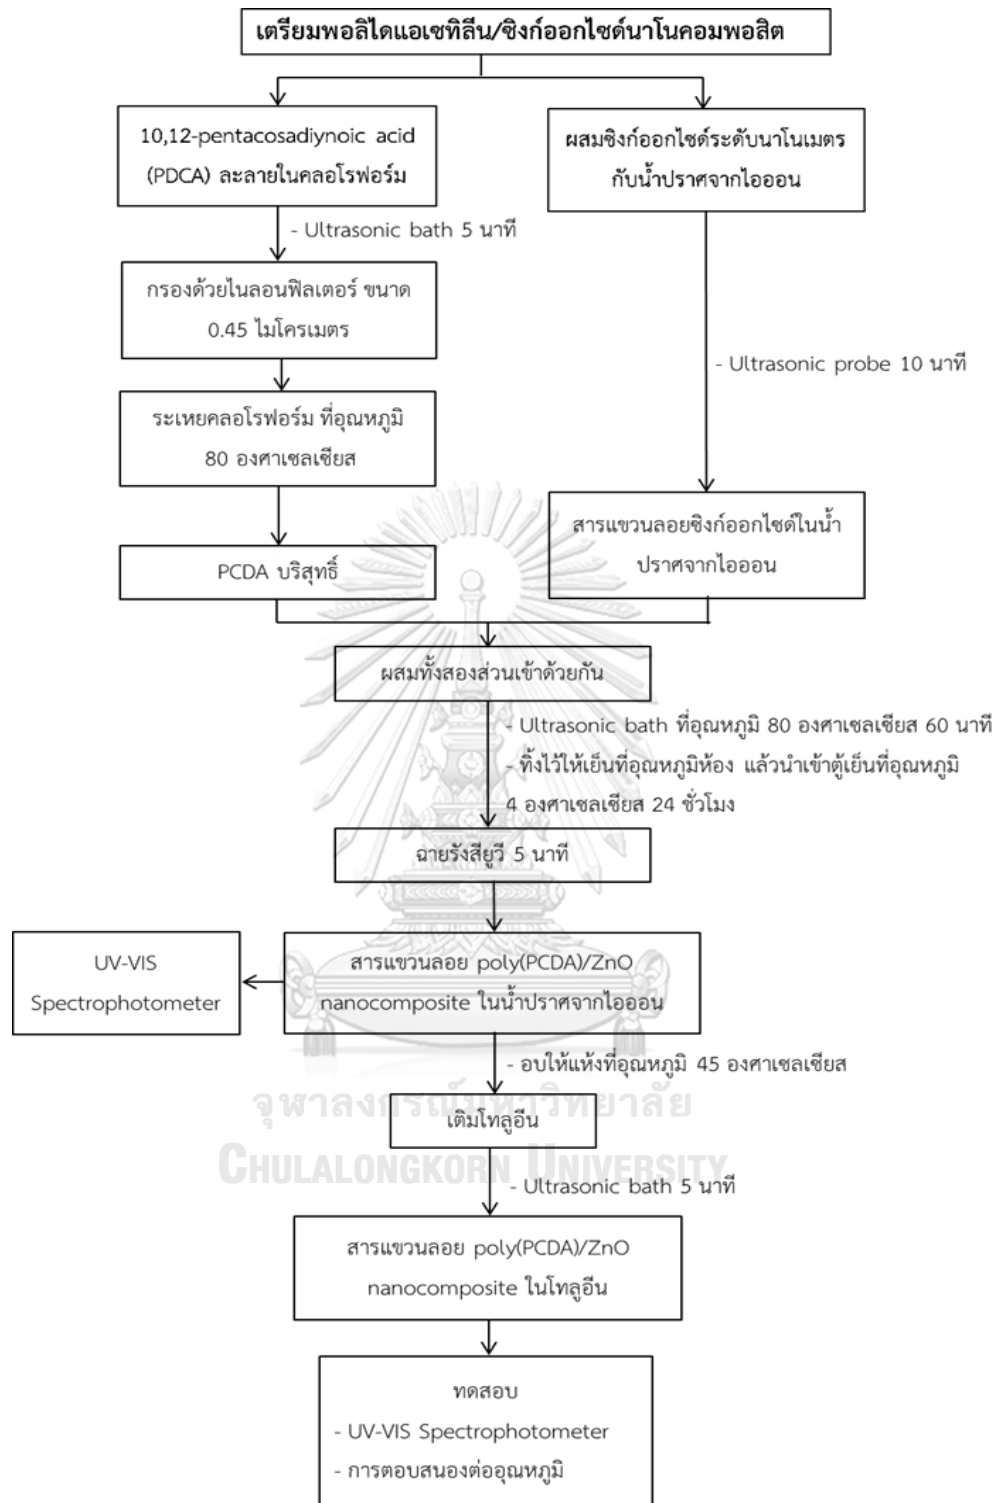 เตรียมพอลิไดแอเซทิลีน/ซิงก์ออกไซด์นาโนคอมพอสิต
10,12-pentacosadiynoic acid
(PDCA) ละลายในคลอโรฟอร์ม
ผสมซิงก์ออกไซด์ระดับนาโนเมตร
กับน้ำปราศจากไอออน
- Ultrasonic bath 5 นาที
กรองด้วยไนลอนฟิลเตอร์ ขนาด
0.45 ไมโครเมตร
- Ultrasonic probe 10 นาที
ระเหยคลอโรฟอร์ม ที่อุณหภูมิ
80 องศาเซลเซียส
สารแขวนลอยซิงก์ออกไซด์ในน้ำ
ปราศจากไอออน
PCDA บริสุทธิ์
ผสมทั้งสองส่วนเข้าด้วยกัน
- Ultrasonic bath ที่อุณหภูมิ 80 องศาเซลเซียส 60 นาที
- ทิ้งไว้ให้เย็นที่อุณหภูมิห้อง แล้วนำเข้าตู้เย็นที่อุณหภูมิ
4 องศาเซลเซียส 24 ชั่วโมง
ฉายรังสียูวี 5 นาที
UV-VIS
Spectrophotometer
สารแขวนลอย poly(PCDA)/ZnO
nanocomposite ในน้ำปราศจากไอออน
- อบให้แห้งที่อุณหภูมิ 45 องศาเซลเซียส
จุฬาลงกรณ์มหาวิทยาลัย
เติมโทลูอีน
CHULALONGKORN UNIVERSITY
- Ultrasonic bath 5 นาที
สารแขวนลอย poly(PCDA)/ZnO
nanocomposite ในโทลูอีน
ทดสอบ
- UV-VIS Spectrophotometer
- การตอบสนองต่ออุณหภูมิ